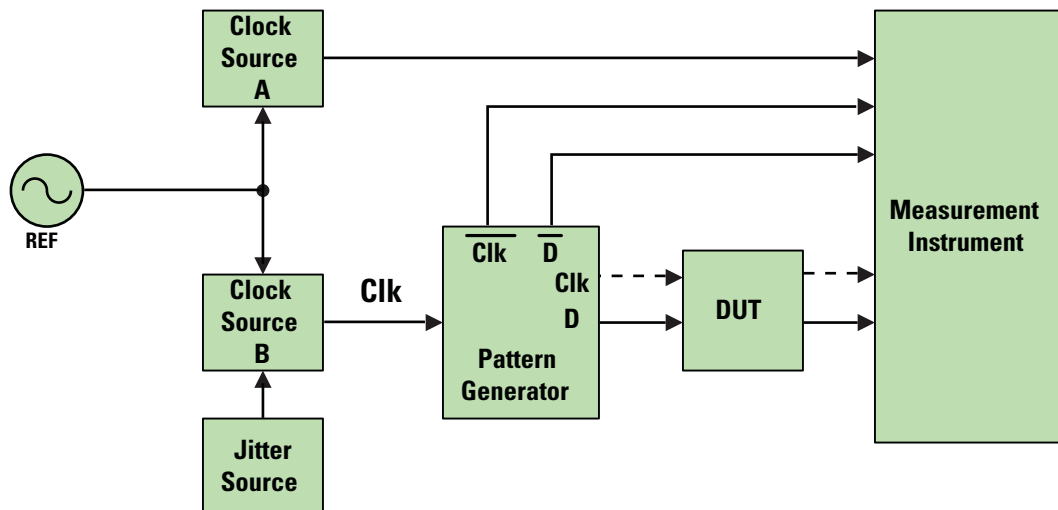 Clock
Source
A
REF
Clock
Source
B
Clk
Jitter
Source
Clk
D
Clk
D
Pattern
Generator
DUT
Measurement
Instrument